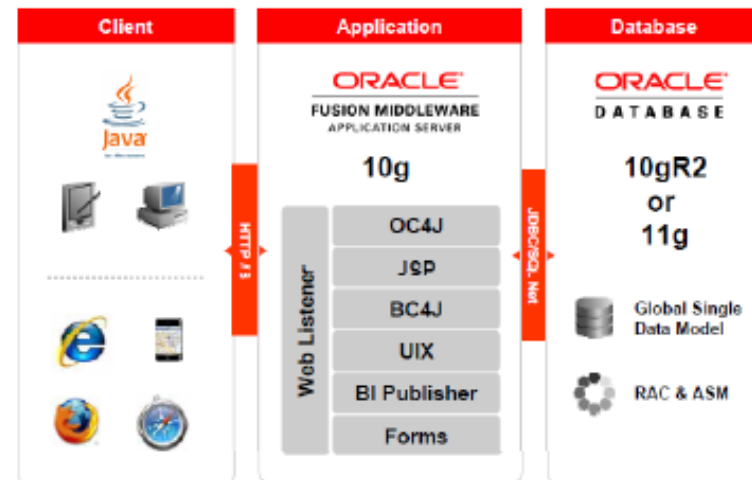 Client
Java
HTTP /s
Application
ORACLE
FUSION MIDDLEWARE
APPLICATION SERVER
10g
Web Listener
OC4J
JSP
BC4J
UIX
BI Publisher
Forms
JDBC/SQL Net
Database
ORACLE
DATABASE
10gR2
or
11g
Global Single
Data Model
RAC & ASM